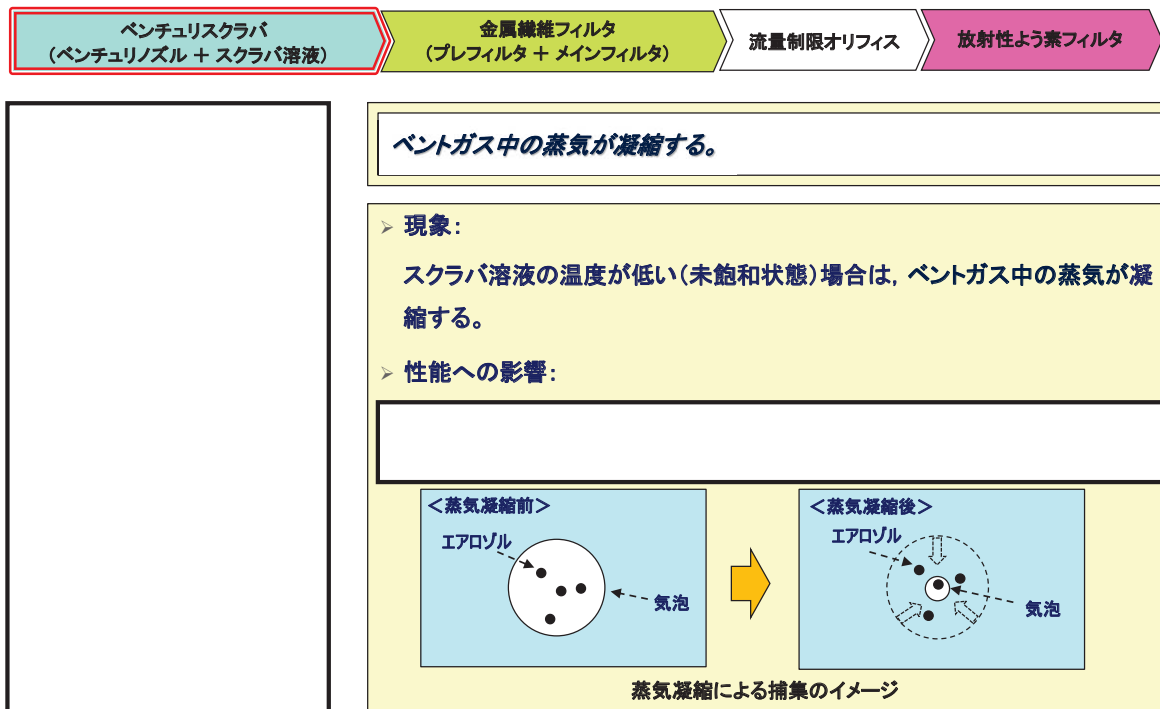 ベンチュリスクラバ
(ベンチュリノズル + スクラバ溶液)
金属繊維フィルタ
(プレフィルタ + メインフィルタ)
流量制限オリフィス
放射性よう素フィルタ
ベントガス中の蒸気が凝縮する。
➢ 現象:
スクラバ溶液の温度が低い(未飽和状態)場合は, ベントガス中の蒸気が凝
縮する。
➢ 性能への影響:
<蒸気凝縮前>
エアロゾル
気泡
<蒸気凝縮後>
エアロゾル
気泡
蒸気凝縮による捕集のイメージ